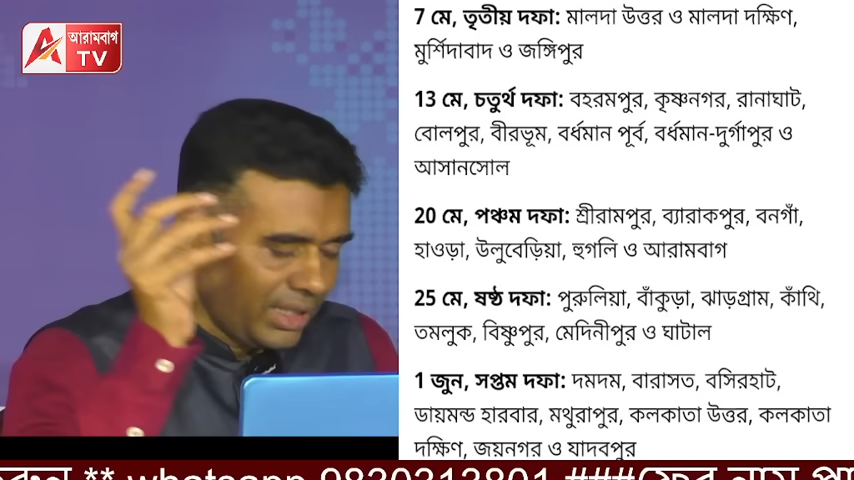 আরামবাগ
TV
7 মে, তৃতীয় দফা: মালদা উত্তর ও মালদা দক্ষিণ,
মুর্শিদাবাদ ও জঙ্গিপুর
13 মে, চতুর্থ দফা: বহরমপুর, কৃষ্ণনগর, রানাঘাট,
বোলপুর, বীরভূম, বর্ধমান পূর্ব, বর্ধমান-দুর্গাপুর ও
আসানসোল
20 মে, পঞ্চম দফা: শ্রীরামপুর, ব্যারাকপুর, বনগাঁ,
হাওড়া, উলুবেড়িয়া, হুগলি ও আরামবাগ
25 মে, ষষ্ঠ দফা: পুরুলিয়া, বাঁকুড়া, ঝাড়গ্রাম, কাঁথি,
তমলুক, বিষ্ণুপুর, মেদিনীপুর ও ঘাটাল
1 জুন, সপ্তম দফা: দমদম, বারাসত, বসিরহাট,
ডায়মন্ড হারবার, মথুরাপুর, কলকাতা উত্তর, কলকাতা
দক্ষিণ, জয়নগর ও যাদবপুর
** whatsapp 9830313801 ###ফের নাম